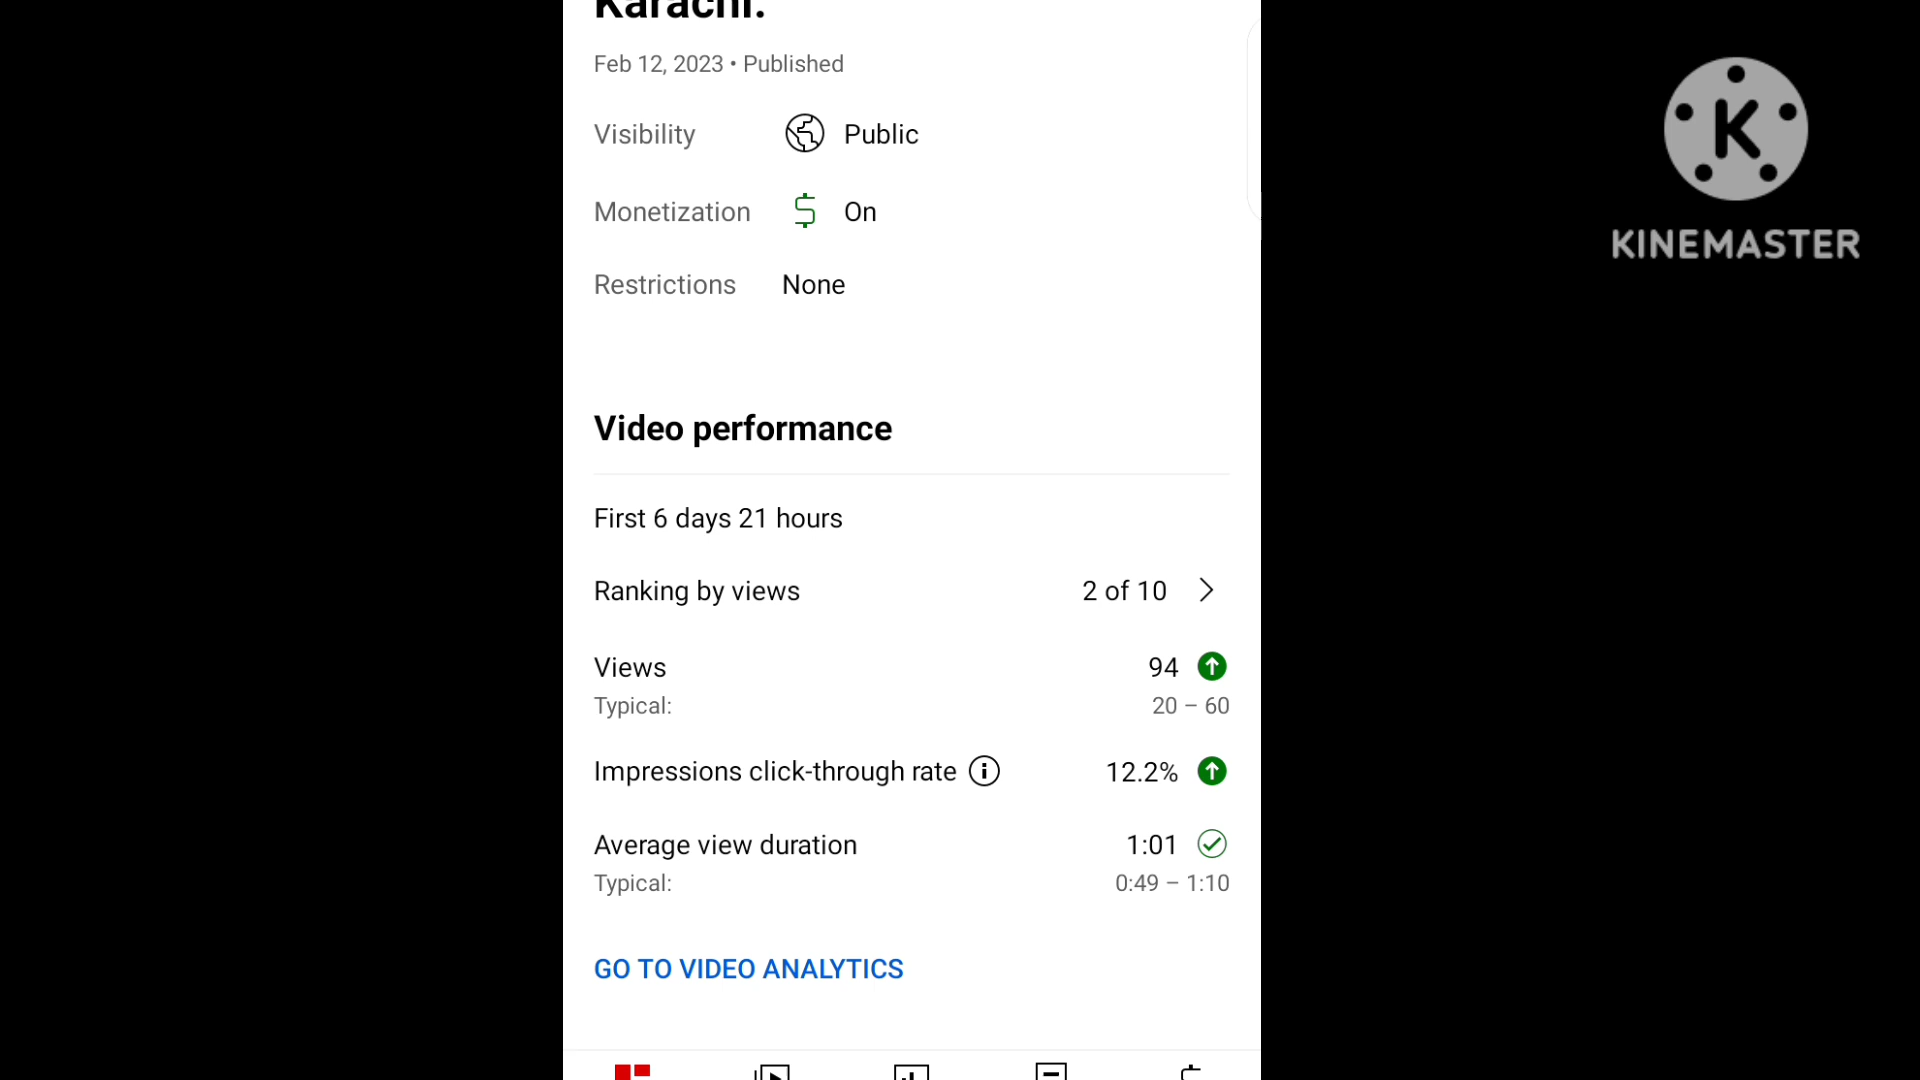 Karachi.
Feb 12, 2023 • Published
Visibility Public
Monetization On
Restrictions None
Video performance
First 6 days 21 hours
Ranking by views 2 of 10
Views 94
Typical: 20 – 60
Impressions click-through rate 12.2%
Average view duration 1:01
Typical: 0:49 – 1:10
GO TO VIDEO ANALYTICS
K
KINEMASTER